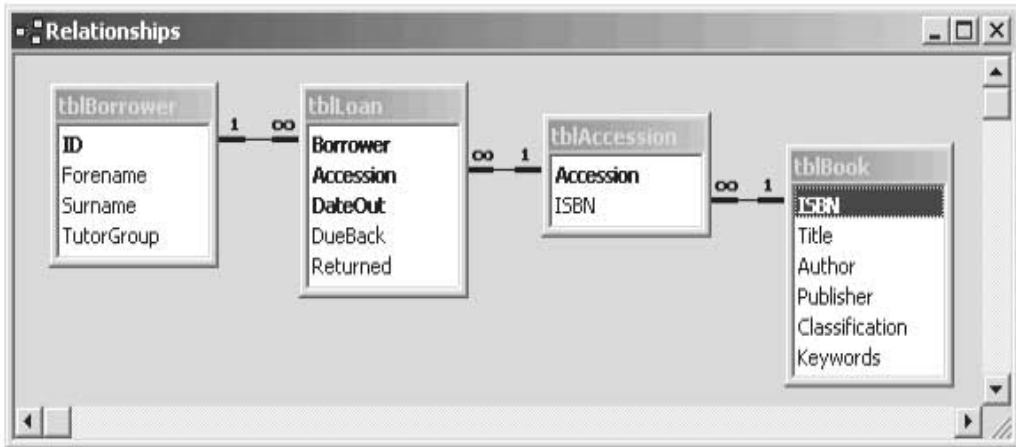 Relationships
tblBorrower
ID
Forename
Surname
TutorGroup
1 ∞
tblLoan
Borrower
Accession
DateOut
DueBack
Returned
∞ 1
tblAccession
Accession
ISBN
∞ 1
tblBook
ISBN
Title
Author
Publisher
Classification
Keywords